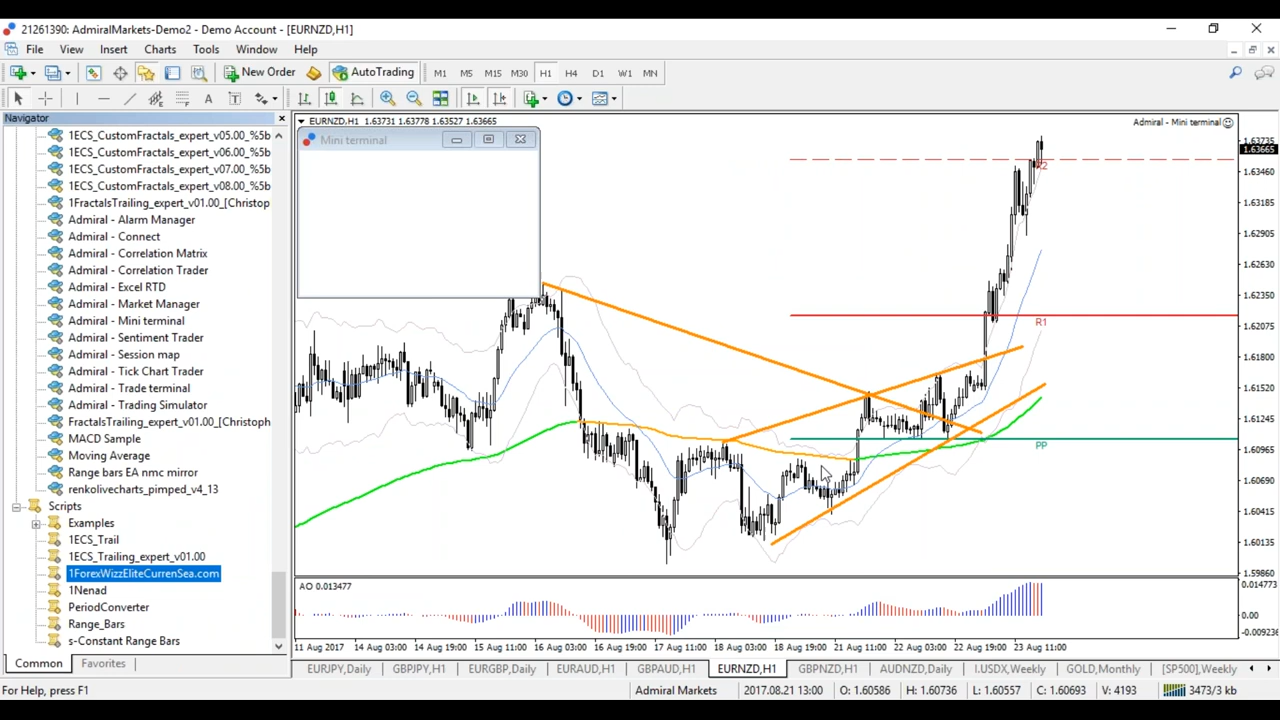 21261390: AdmiralMarkets-Demo2 - Demo Account - [EURNZD,H1]
File View Insert Charts Tools Window Help
New Order AutoTrading M1 M5 M15 M30 H1 H4 D1 W1 MN
A T
Navigator
1ECS_CustomFractals_expert_v05.00_%5b
1ECS_CustomFractals_expert_v06.00_%5b
1ECS_CustomFractals_expert_v07.00_%5b
1ECS_CustomFractals_expert_v08.00_%5b
1FractalsTrailing_expert_v01.00_[Christoph
Admiral - Alarm Manager
Admiral - Connect
Admiral - Correlation Matrix
Admiral - Correlation Trader
Admiral - Excel RTD
Admiral - Market Manager
Admiral - Mini terminal
Admiral - Sentiment Trader
Admiral - Session map
Admiral - Tick Chart Trader
Admiral - Trade terminal
Admiral - Trading Simulator
FractalsTrailing_expert_v01.00_[Christoph
MACD Sample
Moving Average
Range bars EA nmc mirror
renkolivecharts_pimped_v4_13
Scripts
Examples
1ECS_Trail
1ECS_Trailing_expert_v01.00
1ForexWizzEliteCurrenSea.com
1Nenad
PeriodConverter
Range_Bars
s-Constant Range Bars
Common Favorites
EURNZD,H1 1.63731 1.63778 1.63527 1.63665
Admiral - Mini terminal
Mini terminal
R2
R1
PP
1.63735
1.63665
1.63460
1.63185
1.62905
1.62630
1.62350
1.62075
1.61800
1.61520
1.61245
1.60965
1.60690
1.60415
1.60135
1.59860
AO 0.013477
0.014773
0.00
-0.009236
11 Aug 2017 14 Aug 03:00 14 Aug 19:00 15 Aug 11:00 16 Aug 03:00 16 Aug 19:00 17 Aug 11:00 18 Aug 03:00 18 Aug 19:00 21 Aug 11:00 22 Aug 03:00 22 Aug 19:00 23 Aug 11:00
EURJPY,Daily GBPJPY,H1 EURGBP,Daily EURAUD,H1 GBPAUD,H1 EURNZD,H1 GBPNZD,H1 AUDNZD,Daily I.USDX,Weekly GOLD,Monthly [SP500],Weekly
For Help, press F1 Admiral Markets 2017.08.21 13:00 O: 1.60586 H: 1.60736 L: 1.60557 C: 1.60693 V: 4193 3473/3 kb